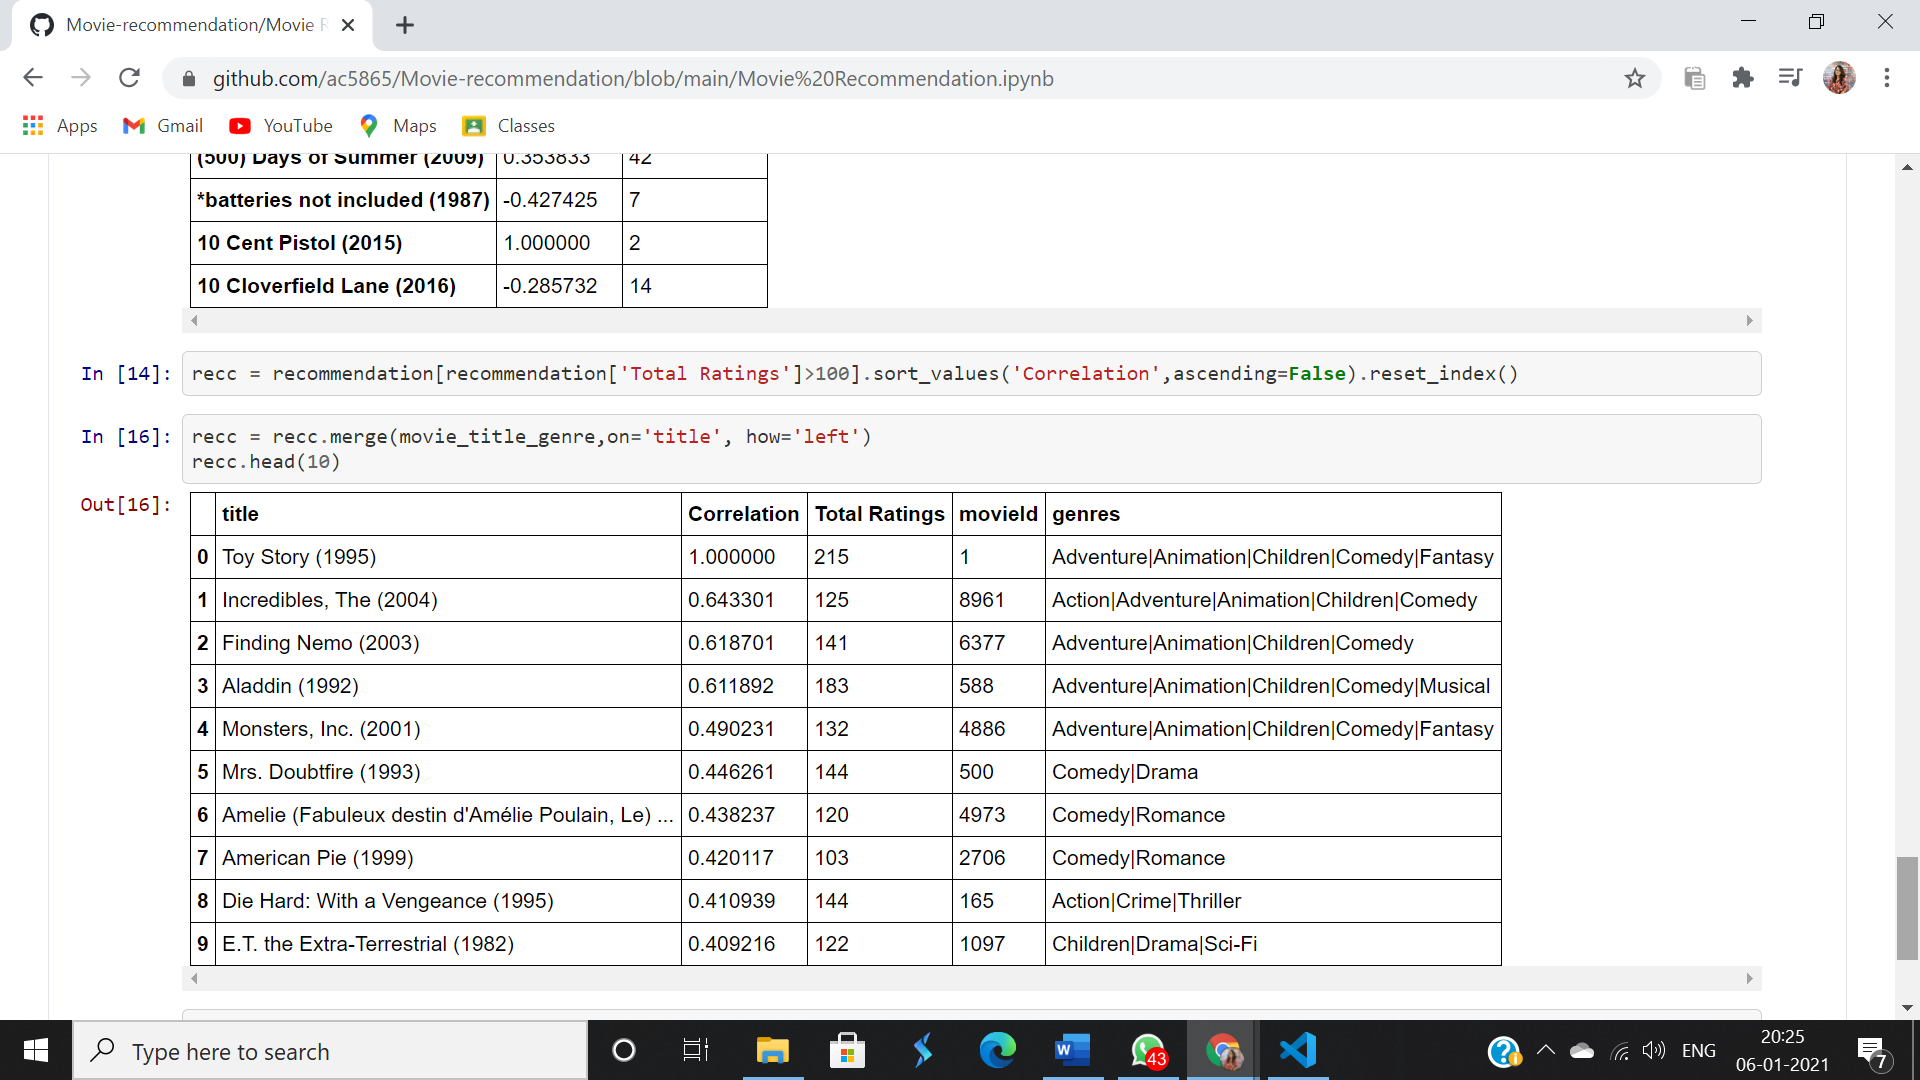 Movie-recommendation/Movie R
github.com/ac5865/Movie-recommendation/blob/main/Movie%20Recommendation.ipynb
Apps Gmail YouTube Maps Classes
(500) Days of Summer (2009) 0.353833 42
*batteries not included (1987) -0.427425 7
10 Cent Pistol (2015) 1.000000 2
10 Cloverfield Lane (2016) -0.285732 14
In [14]: recc = recommendation[recommendation['Total Ratings']>100].sort_values('Correlation',ascending=False).reset_index()
In [16]: recc = recc.merge(movie_title_genre,on='title', how='left')
recc.head(10)
Out[16]:
title Correlation Total Ratings movieId genres
0 Toy Story (1995) 1.000000 215 1 Adventure|Animation|Children|Comedy|Fantasy
1 Incredibles, The (2004) 0.643301 125 8961 Action|Adventure|Animation|Children|Comedy
2 Finding Nemo (2003) 0.618701 141 6377 Adventure|Animation|Children|Comedy
3 Aladdin (1992) 0.611892 183 588 Adventure|Animation|Children|Comedy|Musical
4 Monsters, Inc. (2001) 0.490231 132 4886 Adventure|Animation|Children|Comedy|Fantasy
5 Mrs. Doubtfire (1993) 0.446261 144 500 Comedy|Drama
6 Amelie (Fabuleux destin d'Amélie Poulain, Le) ... 0.438237 120 4973 Comedy|Romance
7 American Pie (1999) 0.420117 103 2706 Comedy|Romance
8 Die Hard: With a Vengeance (1995) 0.410939 144 165 Action|Crime|Thriller
9 E.T. the Extra-Terrestrial (1982) 0.409216 122 1097 Children|Drama|Sci-Fi
Type here to search
W
43
ENG
20:25
06-01-2021
7